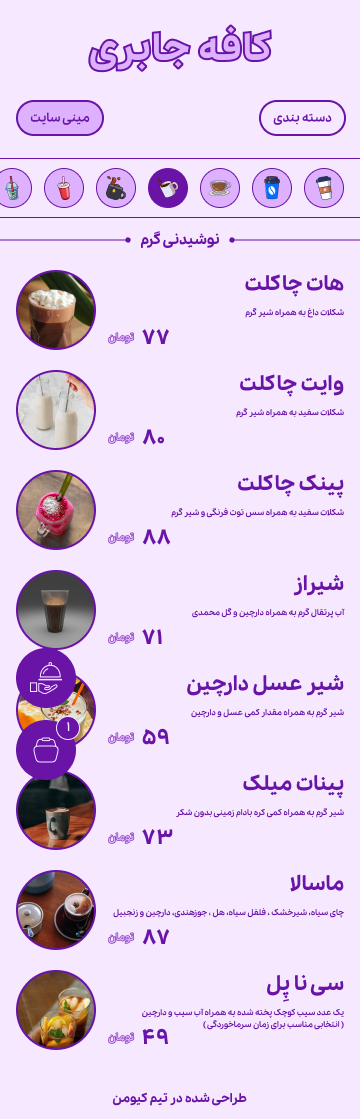 کافه جابری
دسته بندی
مینی سایت
نوشیدنی گرم
هات چاکلت
شکلات داغ به همراه شیر گرم
۷۷ تومان
وایت چاکلت
شکلات سفید به همراه شیر گرم
۸۰ تومان
پینک چاکلت
شکلات سفید به همراه سس توت فرنگی و شیر گرم
۸۸ تومان
شیراز
آب پرتقال گرم به همراه دارچین و گل محمدی
۷۱ تومان
شیر عسل دارچین
شیر گرم به همراه مقدار کمی عسل و دارچین
۵۹ تومان
۱
پینات میلک
شیر گرم به همراه کمی کره بادام زمینی بدون شکر
۷۳ تومان
ماسالا
چای سیاه، شیرخشک ، فلفل سیاه، هل ، جوزهندی، دارچین و زنجبیل
۸۷ تومان
سی نا پِل
یک عدد سیب کوچک پخته شده به همراه آب سیب و دارچین
( انتخابی مناسب برای زمان سرماخوردگی )
۴۹ تومان
طراحی شده در تیم کیومن